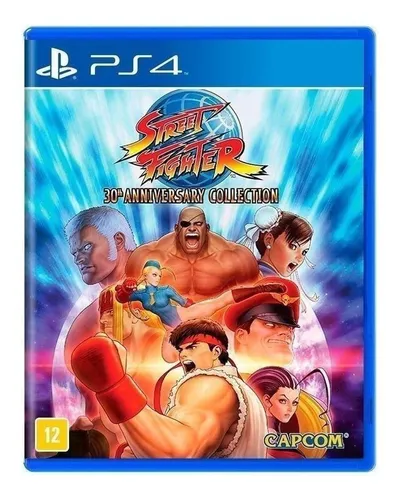 PS4
STREET
FIGHTER
30th ANNIVERSARY COLLECTION
12
CAPCOM